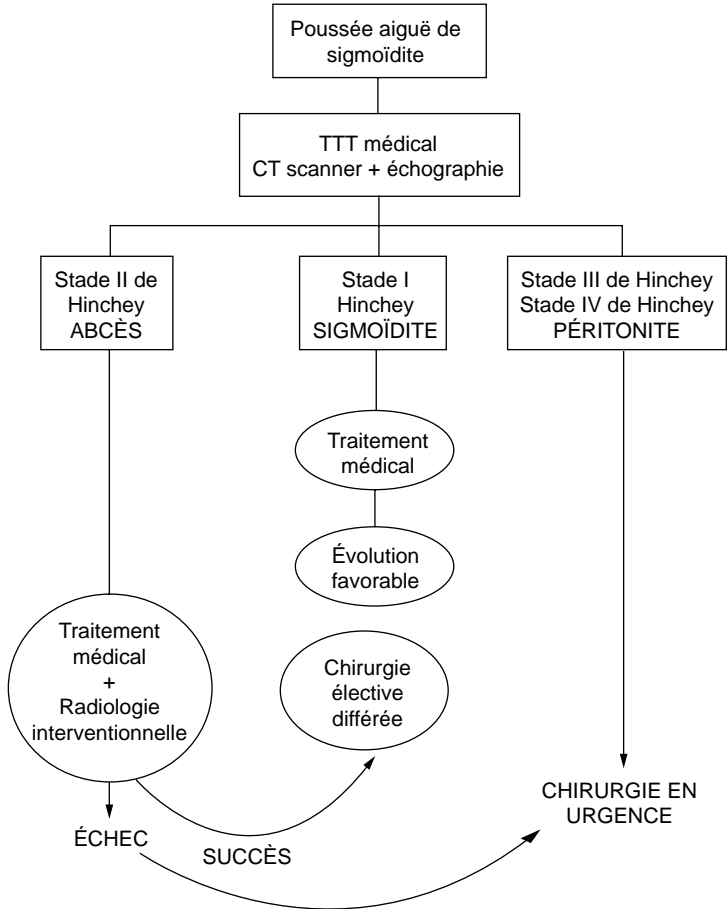 Poussée aiguë de
sigmoïdite
TTT médical
CT scanner + échographie
Stade II de
Hinchey
ABCÈS
Stade I
Hinchey
SIGMOÏDITE
Stade III de Hinchey
Stade IV de Hinchey
PÉRITONITE
Traitement
médical
Évolution
favorable
Traitement
médical
+
Radiologie
interventionnelle
Chirurgie
élective
différée
ÉCHEC
SUCCÈS
CHIRURGIE EN
URGENCE